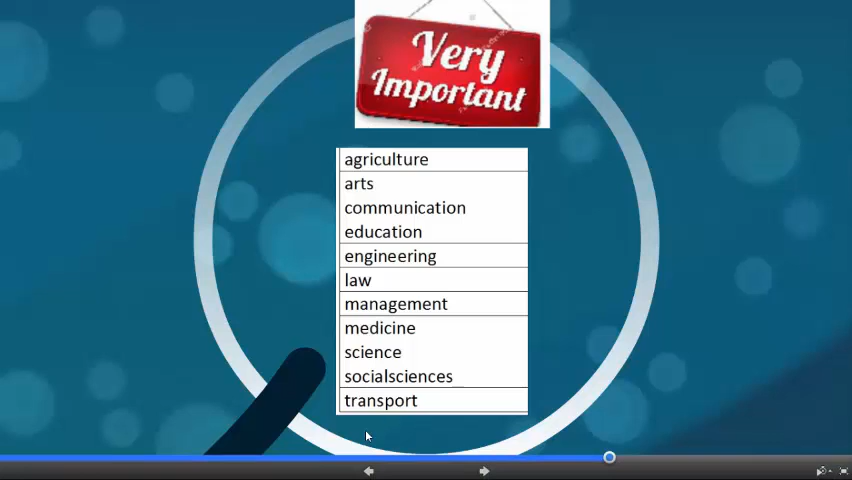 Very
Important
agriculture
arts
communication
education
engineering
law
management
medicine
science
socialsciences
transport